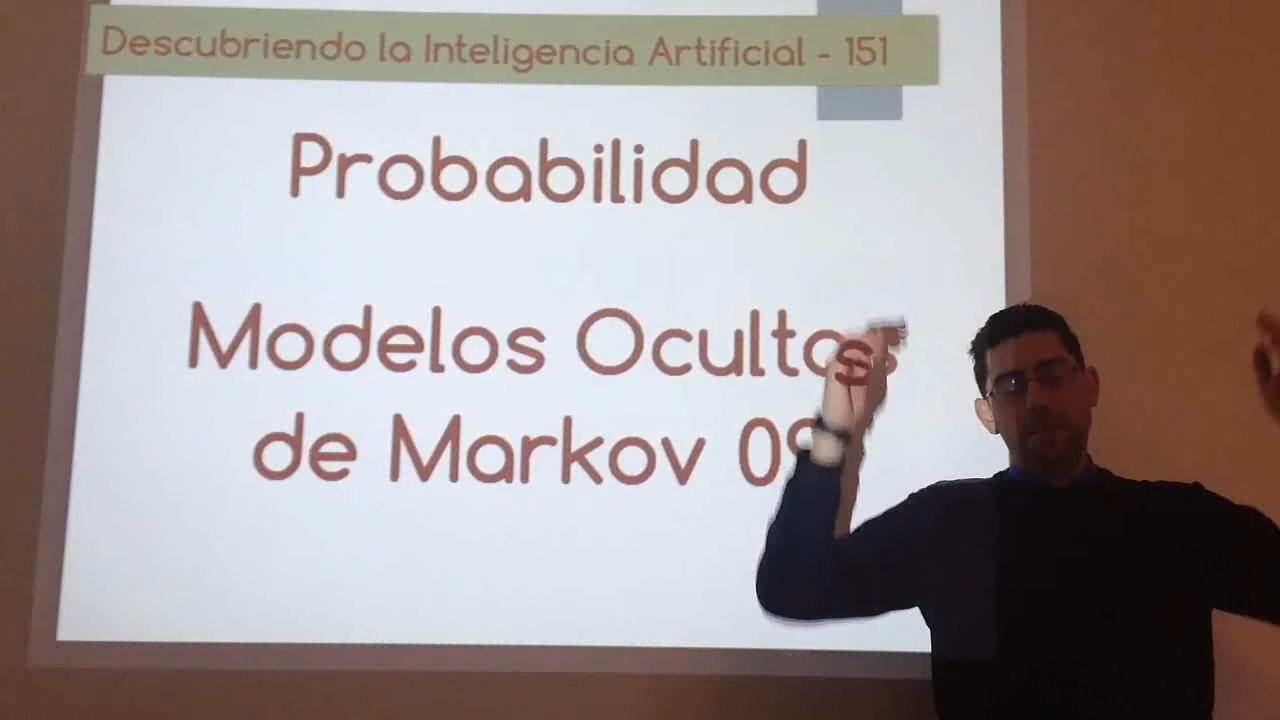 Descubriendo la Inteligencia Artificial - 151
Probabilidad
Modelos Ocultos
de Markov